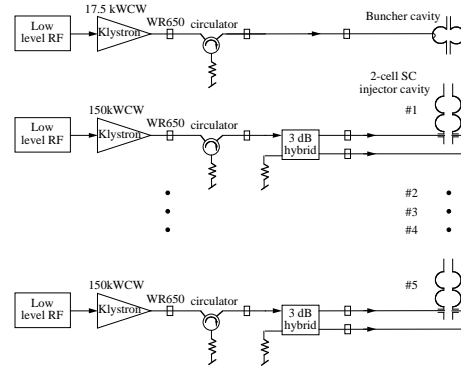 17.5 kWCW
Low
level RF
Klystron
WR650
circulator
Buncher cavity
2-cell SC
injector cavity
#1
150kWCW
Low
level RF
Klystron
WR650
circulator
3 dB
hybrid
#2
#3
#4
#5
150kWCW
Low
level RF
Klystron
WR650
circulator
3 dB
hybrid